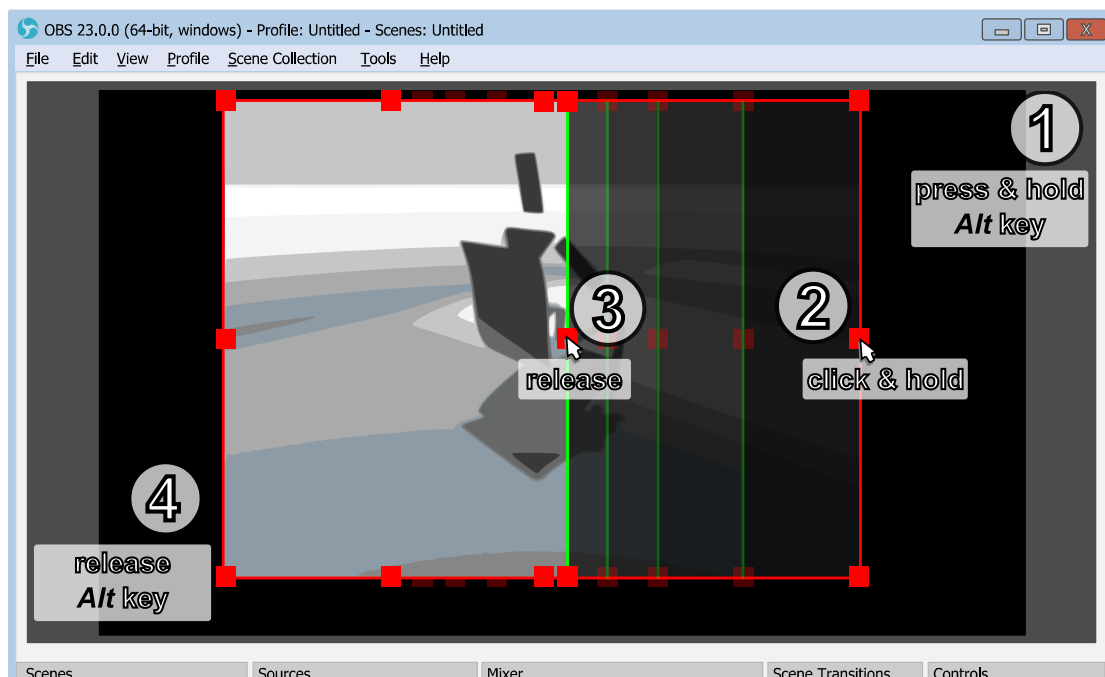 OBS 23.0.0 (64-bit, windows) - Profile: Untitled - Scenes: Untitled
X
File Edit View Profile Scene Collection Tools Help
1
press & hold
Alt key
2
click & hold
3
release
4
release
Alt key
Scenes Sources Mixer Scene Transitions Controls